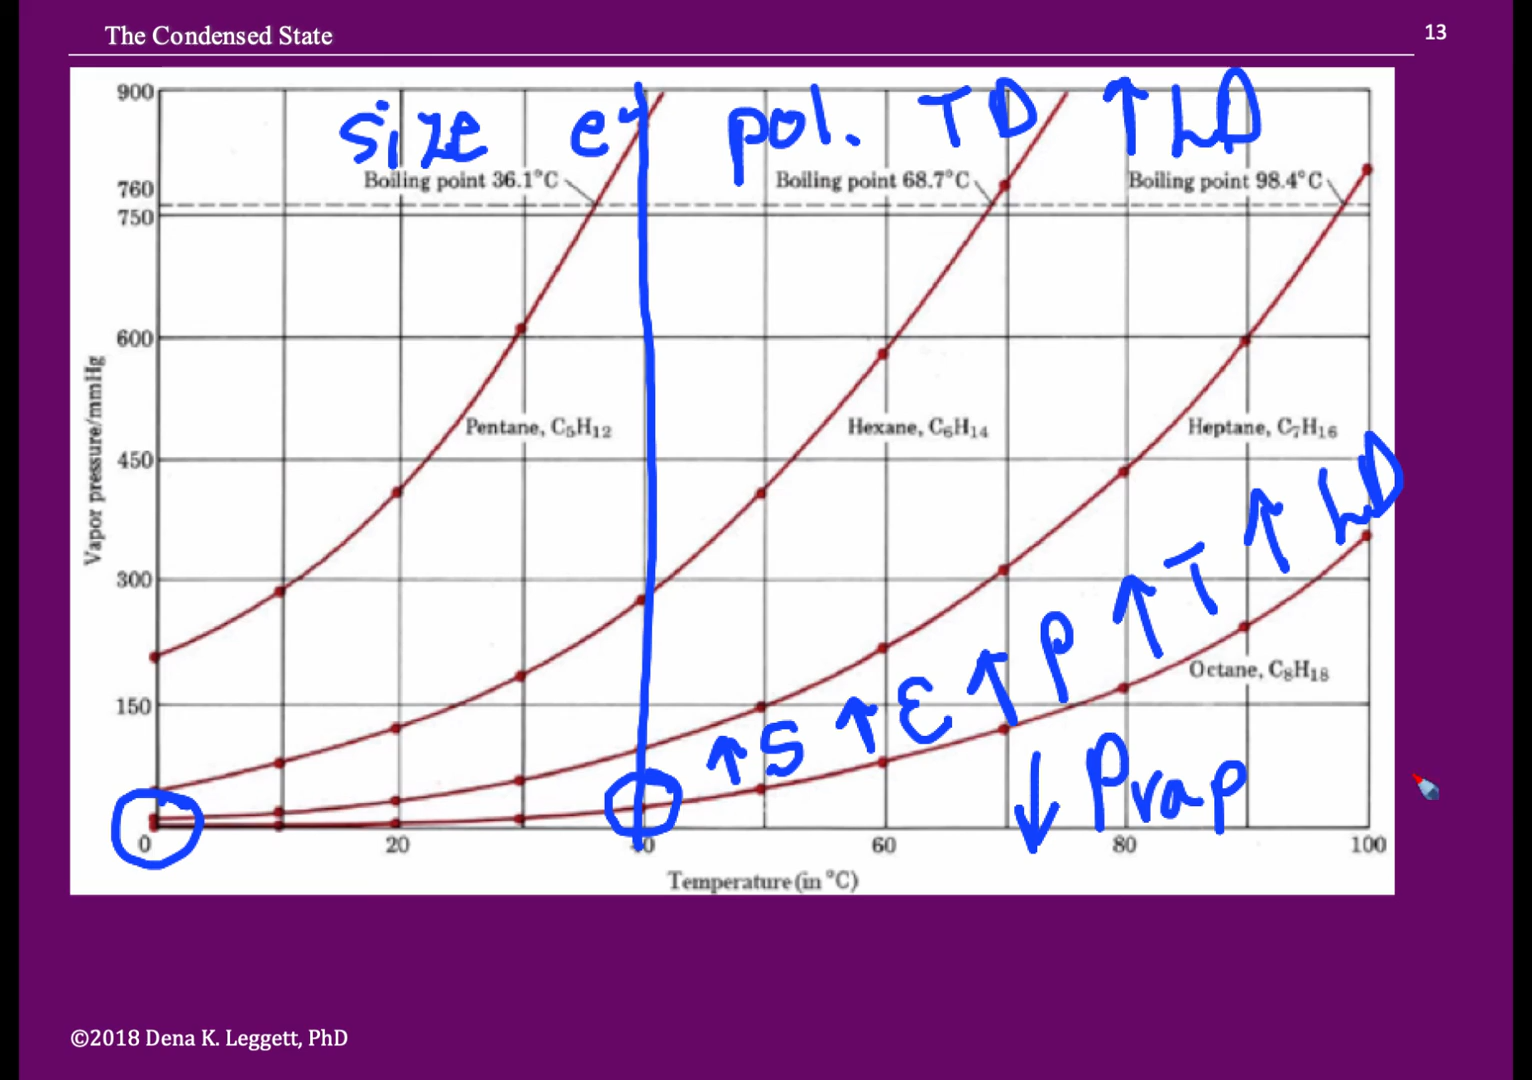 The Condensed State
13
900
size e⁻ pol. TD ↑LD
Boiling point 36.1°C
Boiling point 68.7°C
Boiling point 98.4°C
760
750
600
Pentane, C₅H₁₂
Hexane, C₆H₁₄
Heptane, C₇H₁₆
450
Vapor pressure/mmHg
300
↑S ↑ε ↑P ↑T ↑LD
Octane, C₈H₁₈
150
↓Pvap
0
20
60
80
100
Temperature (in °C)
©2018 Dena K. Leggett, PhD